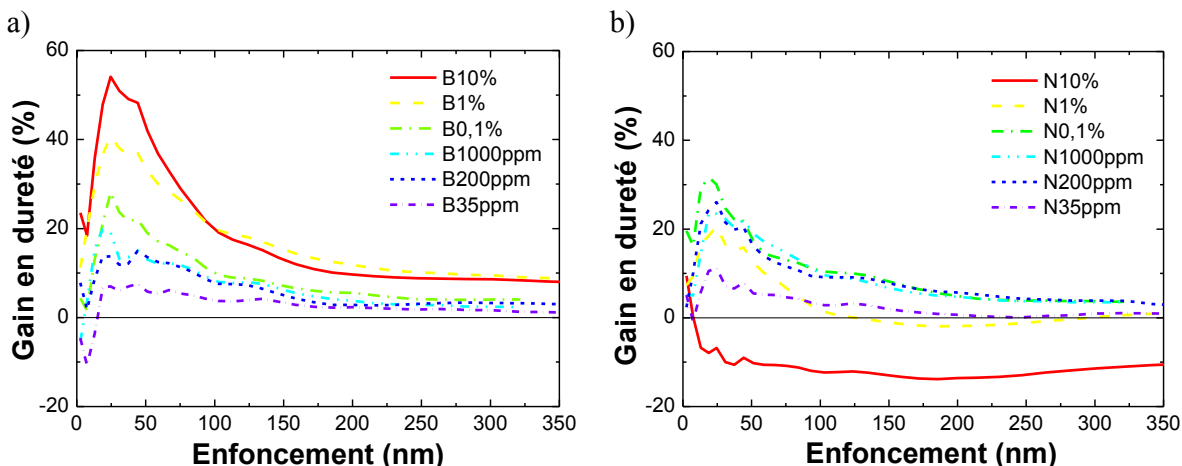 a)
Gain en dureté (%)
60
40
20
0
-20
0
50
100
150
200
250
300
350
Enfoncement (nm)
B10%
B1%
B0,1%
B1000ppm
B200ppm
B35ppm
b)
Gain en dureté (%)
60
40
20
0
-20
0
50
100
150
200
250
300
350
Enfoncement (nm)
N10%
N1%
N0,1%
N1000ppm
N200ppm
N35ppm